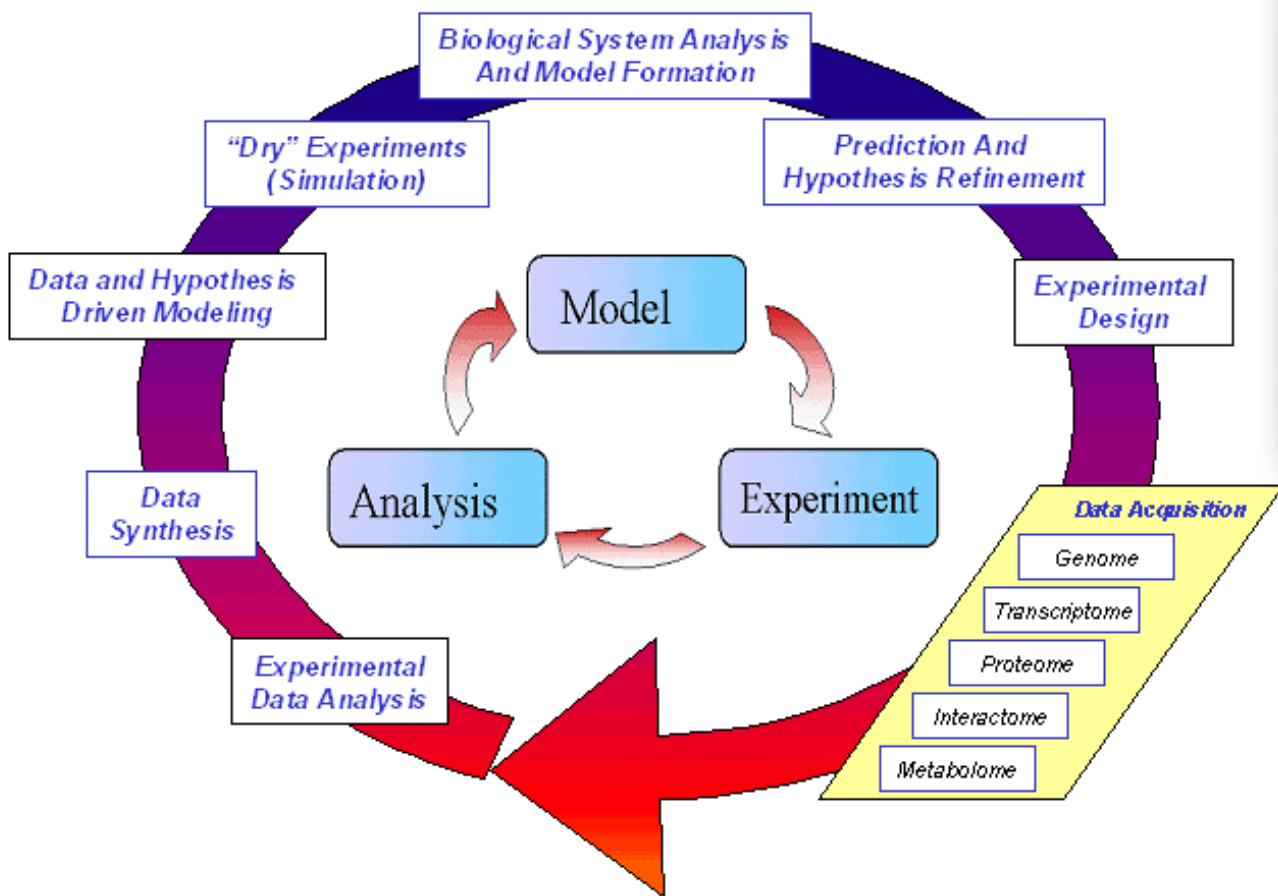 Biological System Analysis
And Model Formation
“Dry” Experiments
(Simulation)
Prediction And
Hypothesis Refinement
Data and Hypothesis
Driven Modeling
Experimental
Design
Model
Analysis
Experiment
Data
Synthesis
Data Acquisition
Genome
Transcriptome
Proteome
Interactome
Metabolome
Experimental
Data Analysis